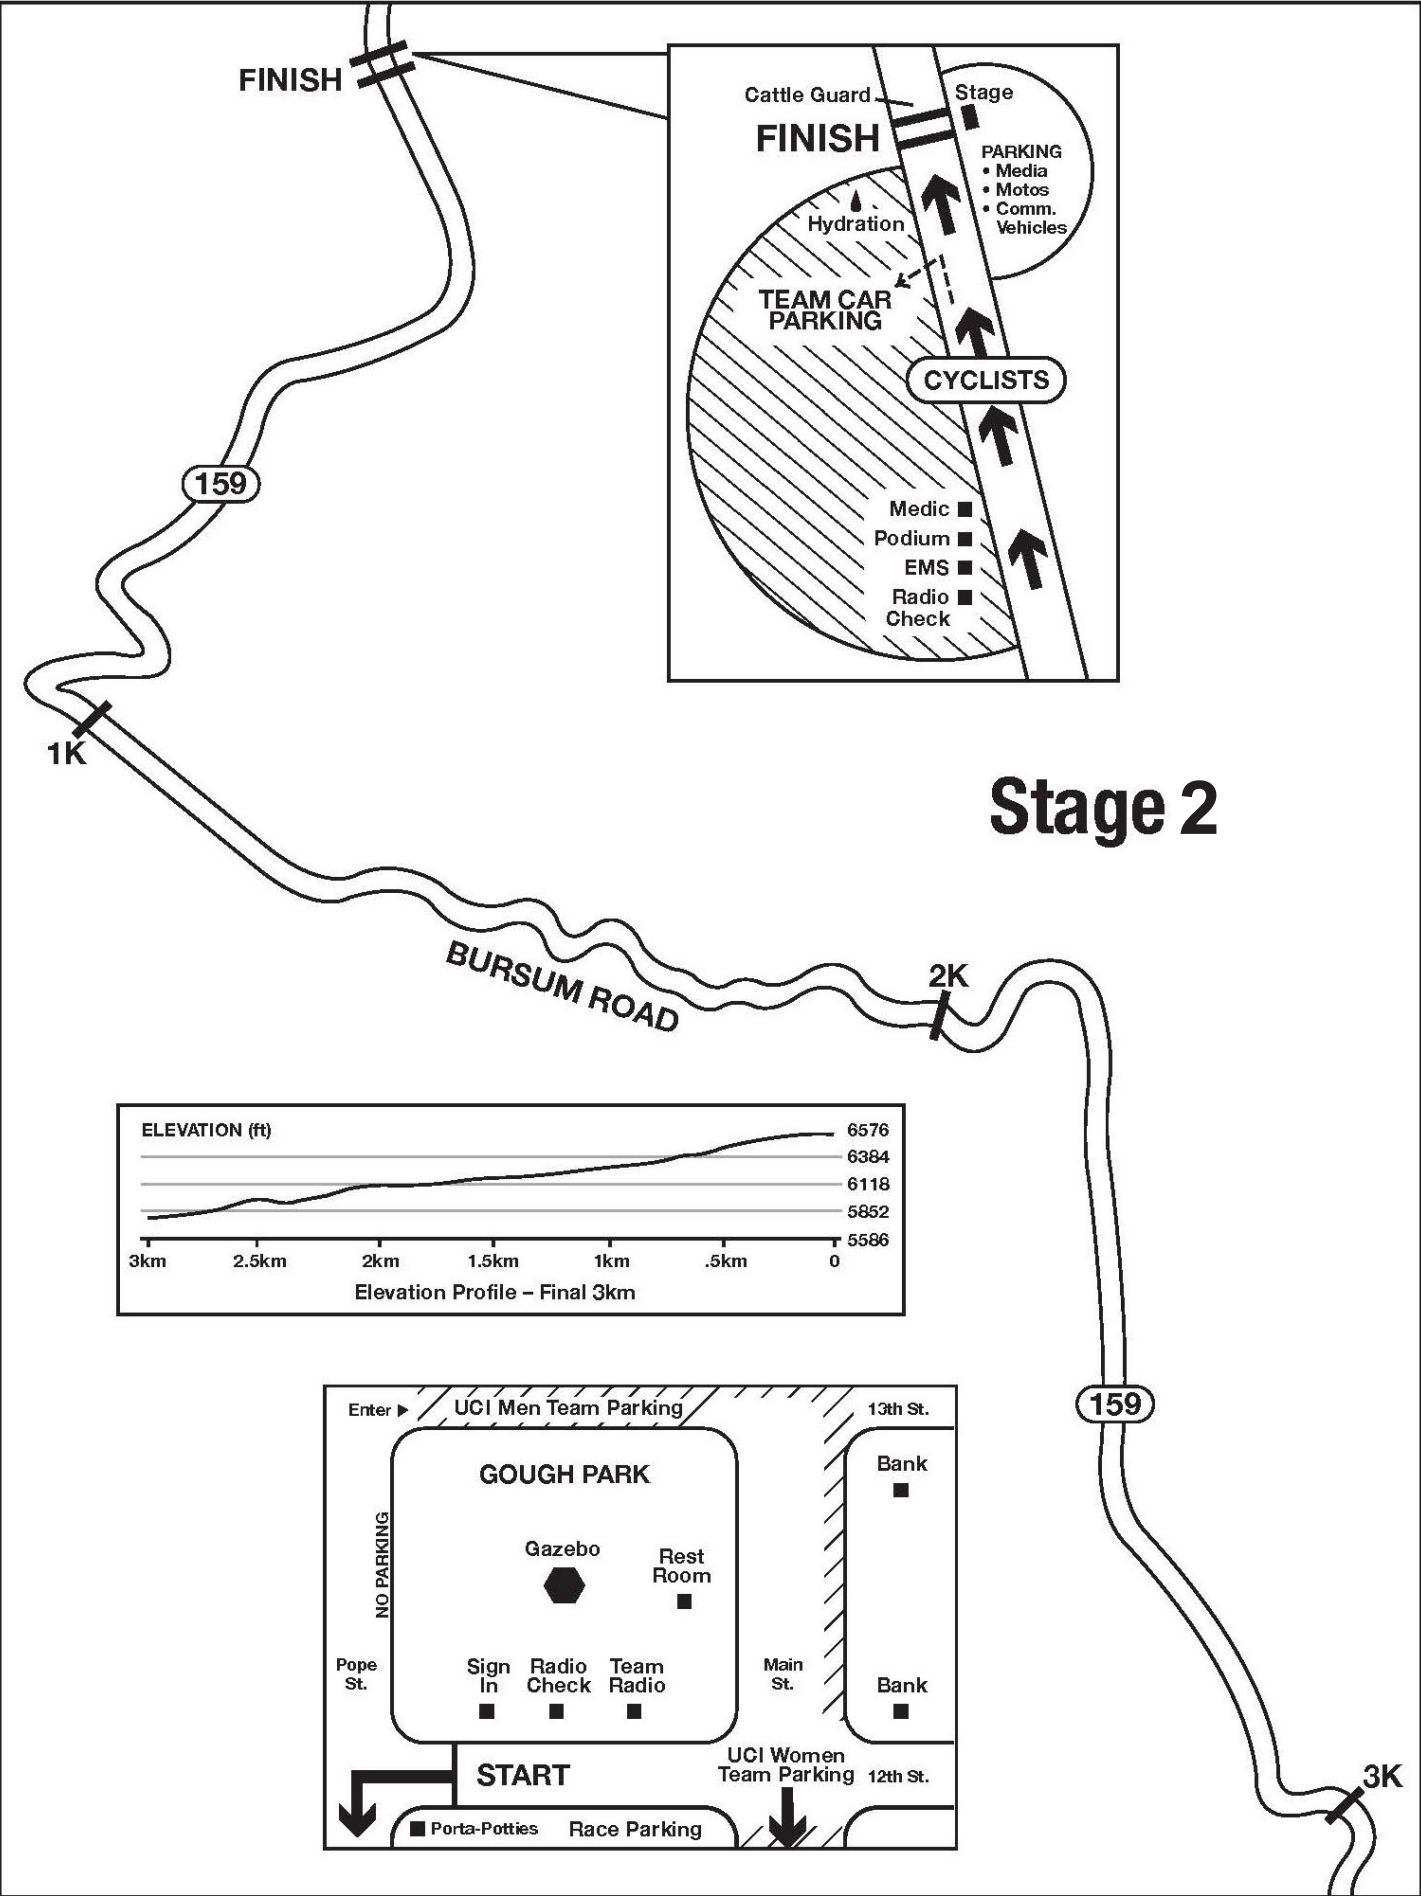 FINISH
Cattle Guard
Stage
FINISH
PARKING
• Media
• Motos
• Comm.
Vehicles
Hydration
TEAM CAR
PARKING
CYCLISTS
Medic
Podium
EMS
Radio
Check
159
1K
Stage 2
BURSUM ROAD
2K
ELEVATION (ft)
6576
6384
6118
5852
5586
3km 2.5km 2km 1.5km 1km .5km 0
Elevation Profile – Final 3km
159
Enter
UCI Men Team Parking
13th St.
GOUGH PARK
Bank
NO PARKING
Gazebo
Rest
Room
Pope
St.
Sign
In
Radio
Check
Team
Radio
Main
St.
Bank
START
UCI Women
Team Parking
12th St.
Porta-Potties
Race Parking
3K